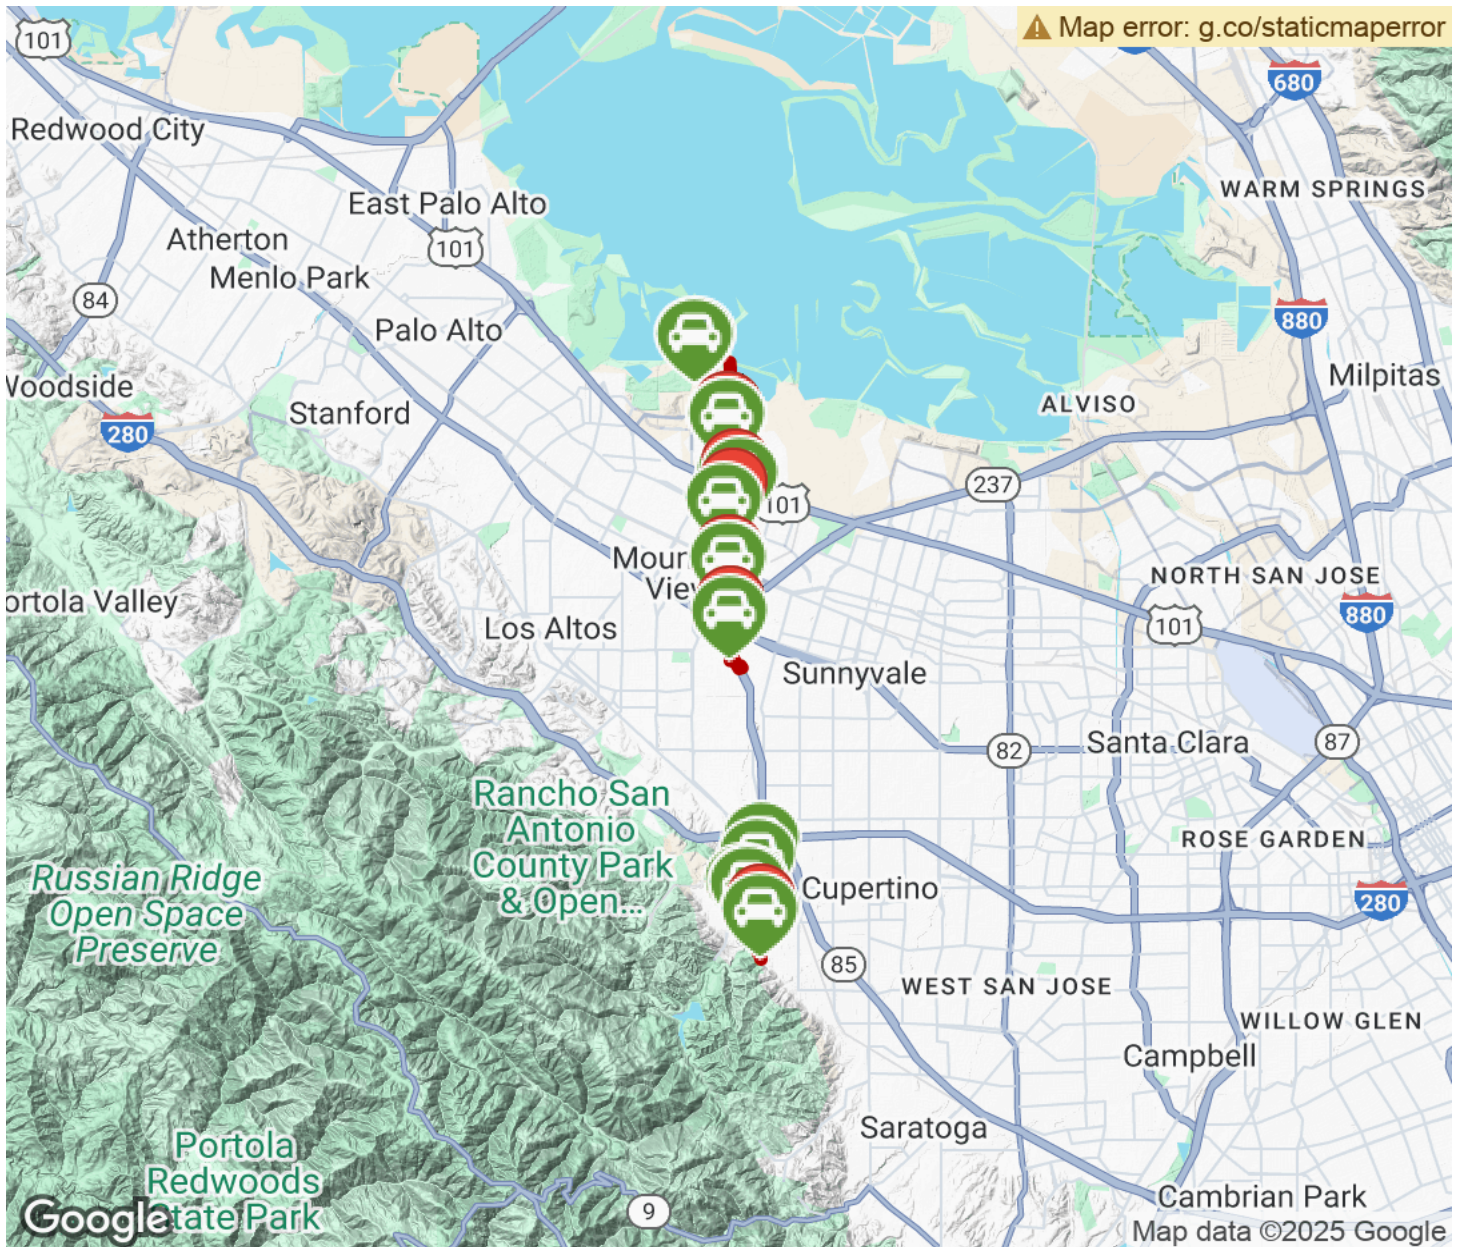 101
Map error: g.co/staticmaperror
680
Redwood City
WARM SPRINGS
East Palo Alto
Atherton
101
Menlo Park
84
880
Palo Alto
Milpitas
Woodside
ALVISO
Stanford
280
237
101
Mour
View
NORTH SAN JOSE
ortola Valley
880
Los Altos
101
Sunnyvale
Santa Clara
87
82
Rancho San
Antonio
County Park
& Open...
ROSE GARDEN
Russian Ridge
Open Space
Preserve
Cupertino
280
85
WEST SAN JOSE
WILLOW GLEN
Campbell
Saratoga
Portola
Redwoods
State Park
Cambrian Park
9
Google
Map data ©2025 Google